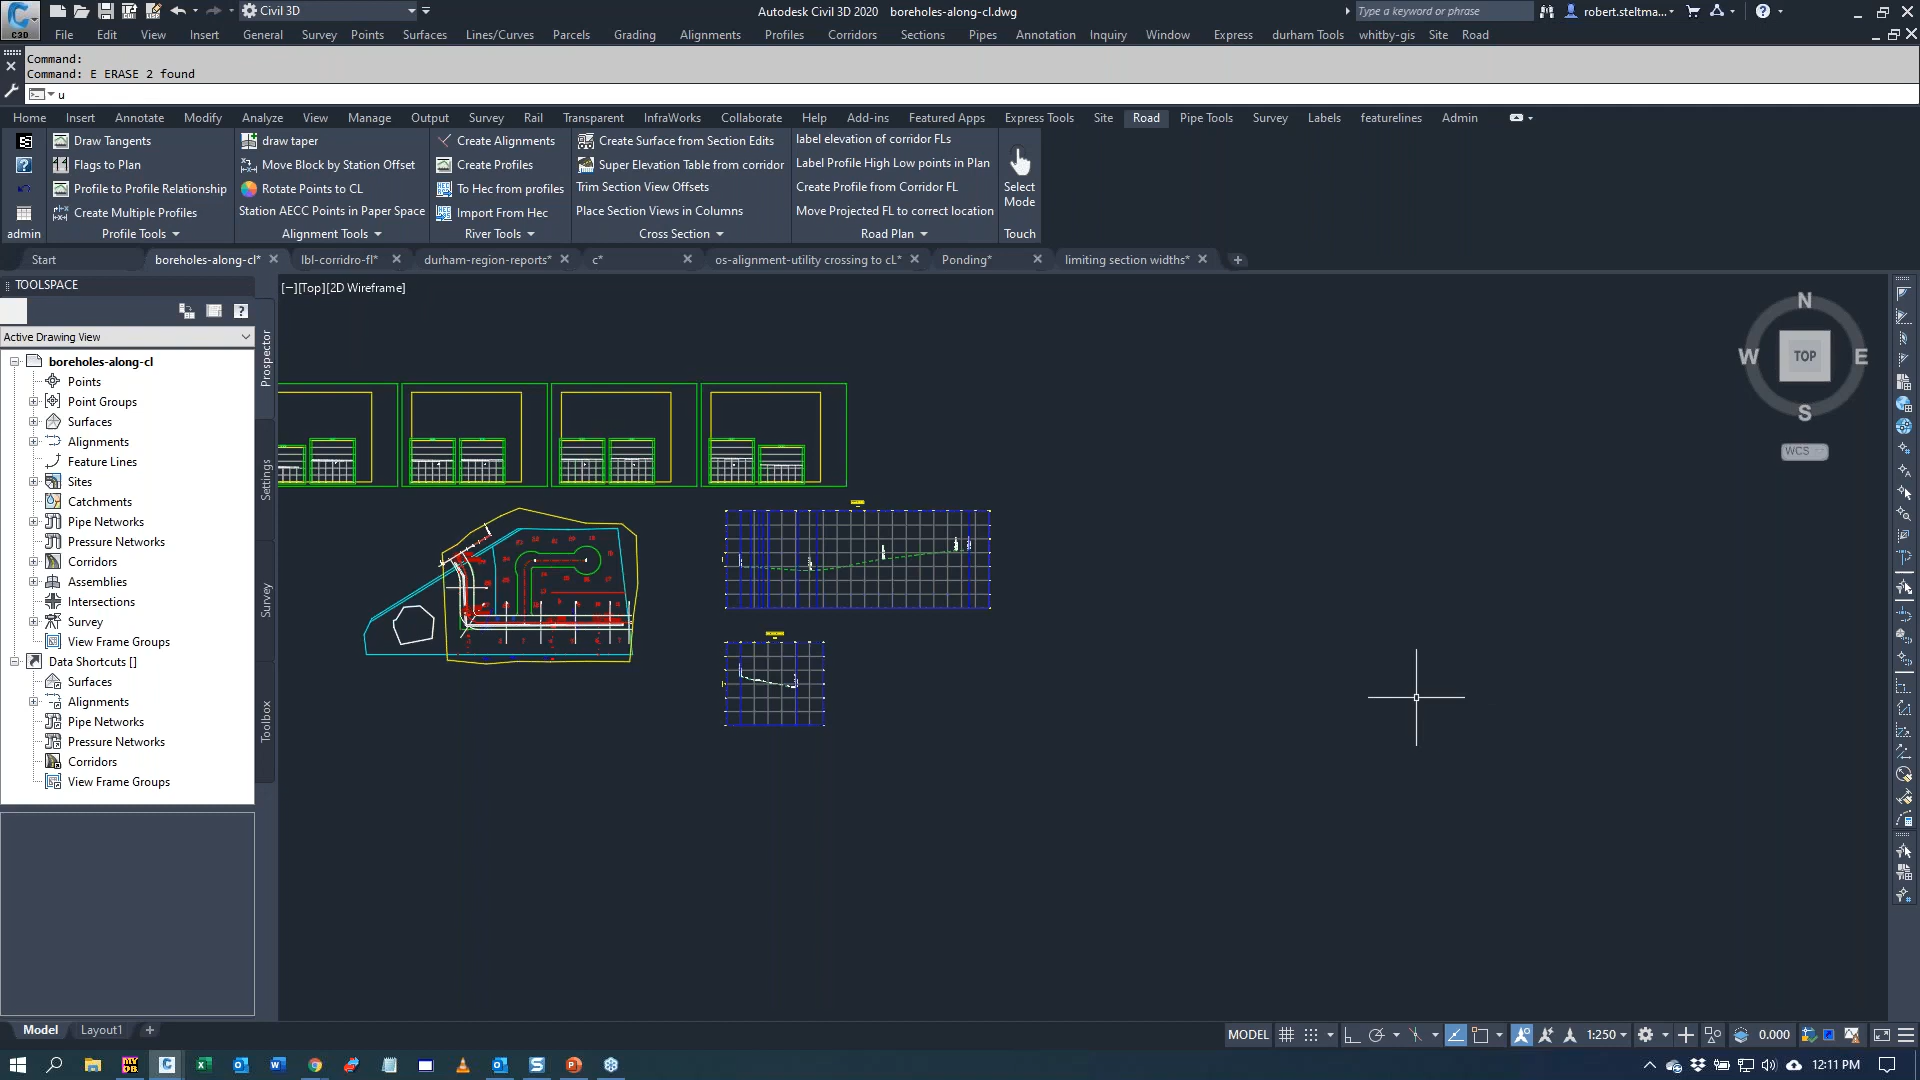 C3D
Civil 3D
Autodesk Civil 3D 2020 boreholes-along-cl.dwg
Type a keyword or phrase
robert.steltma...
File Edit View Insert General Survey Points Surfaces Lines/Curves Parcels Grading Alignments Profiles Corridors Sections Pipes Annotation Inquiry Window Express durham Tools whitby-gis Site Road
Command:
Command: E ERASE 2 found
u
Home Insert Annotate Modify Analyze View Manage Output Survey Rail Transparent InfraWorks Collaborate Help Add-ins Featured Apps Express Tools Site Road Pipe Tools Survey Labels featurelines Admin
Draw Tangents draw taper Create Alignments Create Surface from Section Edits label elevation of corridor FLs
Flags to Plan Move Block by Station Offset Create Profiles Super Elevation Table from corridor Label Profile High Low points in Plan
Profile to Profile Relationship Rotate Points to CL To Hec from profiles Trim Section View Offsets Create Profile from Corridor FL Select
Mode
Create Multiple Profiles Station AECC Points in Paper Space Import From Hec Place Section Views in Columns Move Projected FL to correct location
admin Profile Tools Alignment Tools River Tools Cross Section Road Plan Touch
Start boreholes-along-cl* lbl-corridro-fl* durham-region-reports* c* os-alignment-utility crossing to cL* Ponding* limiting section widths*
TOOLSPACE
[−][Top][2D Wireframe]
Active Drawing View
boreholes-along-cl
Points
Point Groups
Surfaces
Alignments
Feature Lines
Sites
Catchments
Pipe Networks
Pressure Networks
Corridors
Assemblies
Intersections
Survey
View Frame Groups
Data Shortcuts []
Surfaces
Alignments
Pipe Networks
Pressure Networks
Corridors
View Frame Groups
Prospector
Settings
Survey
Toolbox
N
W TOP E
S
WCS
Model Layout1
MODEL 1:250 0.000
12:11 PM